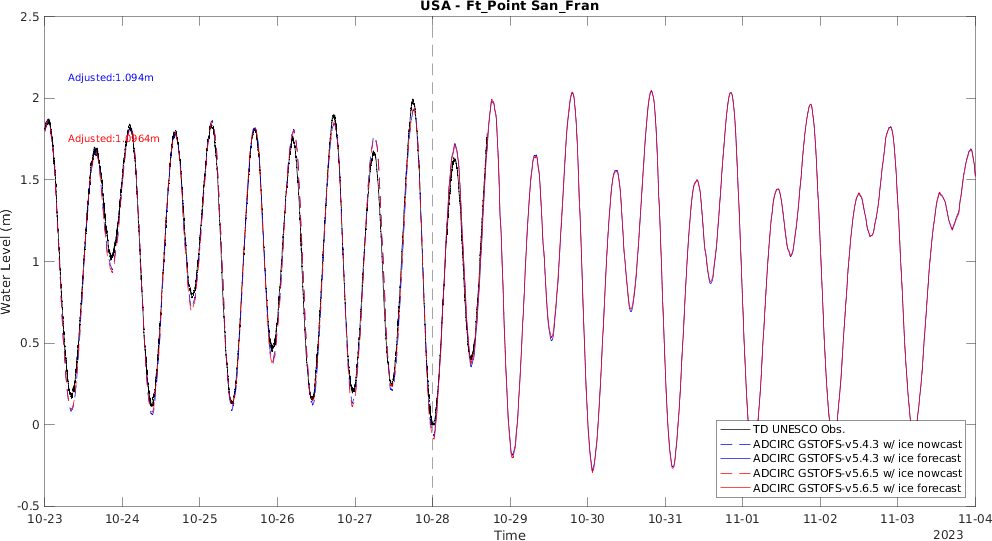 USA - Ft_Point San_Fran
2.5
2
1.5
1
0.5
0
-0.5
Water Level (m)
Adjusted:1.094m
Adjusted:1.0964m
TD UNESCO Obs.
ADCIRC GSTOFS-v5.4.3 w/ ice nowcast
ADCIRC GSTOFS-v5.4.3 w/ ice forecast
ADCIRC GSTOFS-v5.6.5 w/ ice nowcast
ADCIRC GSTOFS-v5.6.5 w/ ice forecast
10-23 10-24 10-25 10-26 10-27 10-28 10-29 10-30 10-31 11-01 11-02 11-03 11-04
Time
2023